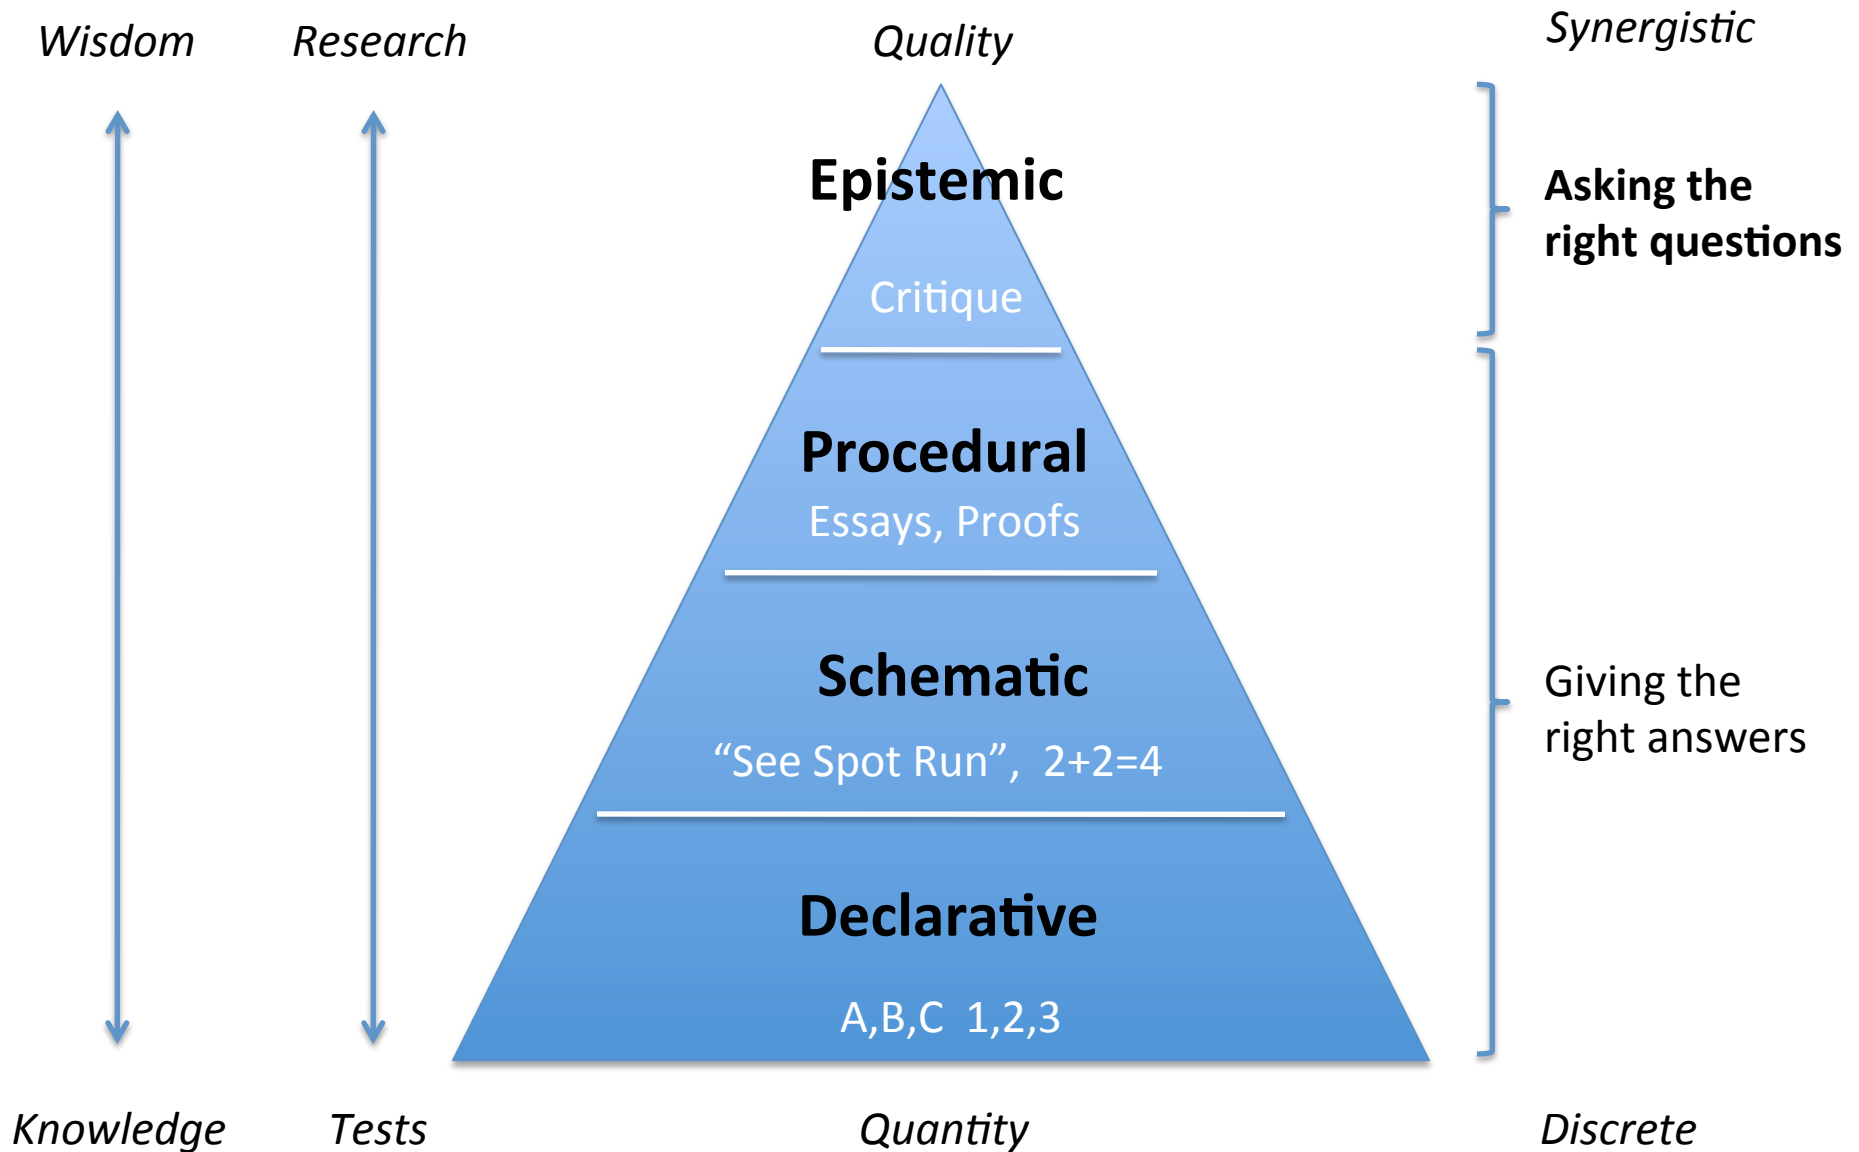 Wisdom Research Quality Synergistic
Epistemic
Critique
Asking the
right questions
Procedural
Essays, Proofs
Schematic
“See Spot Run”, 2+2=4
Giving the
right answers
Declarative
A,B,C 1,2,3
Knowledge Tests Quantity Discrete